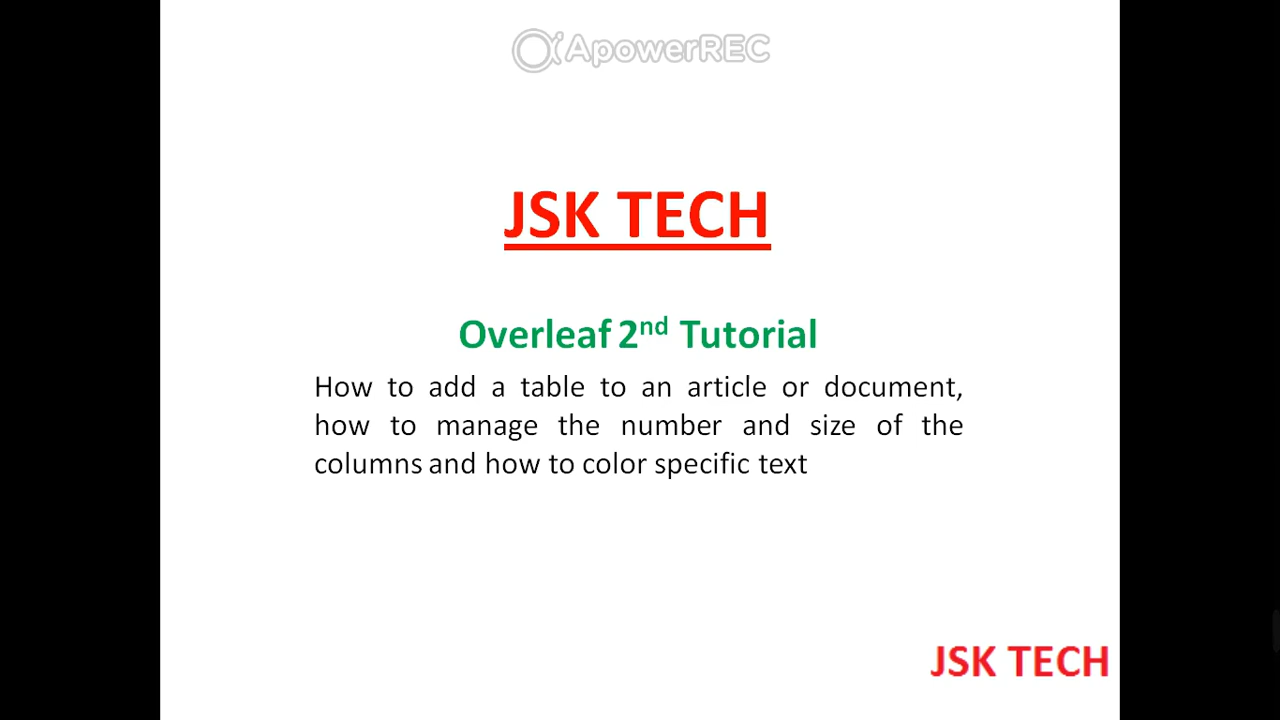 ApowerREC
JSK TECH
Overleaf 2nd Tutorial
How to add a table to an article or document,
how to manage the number and size of the
columns and how to color specific text
JSK TECH